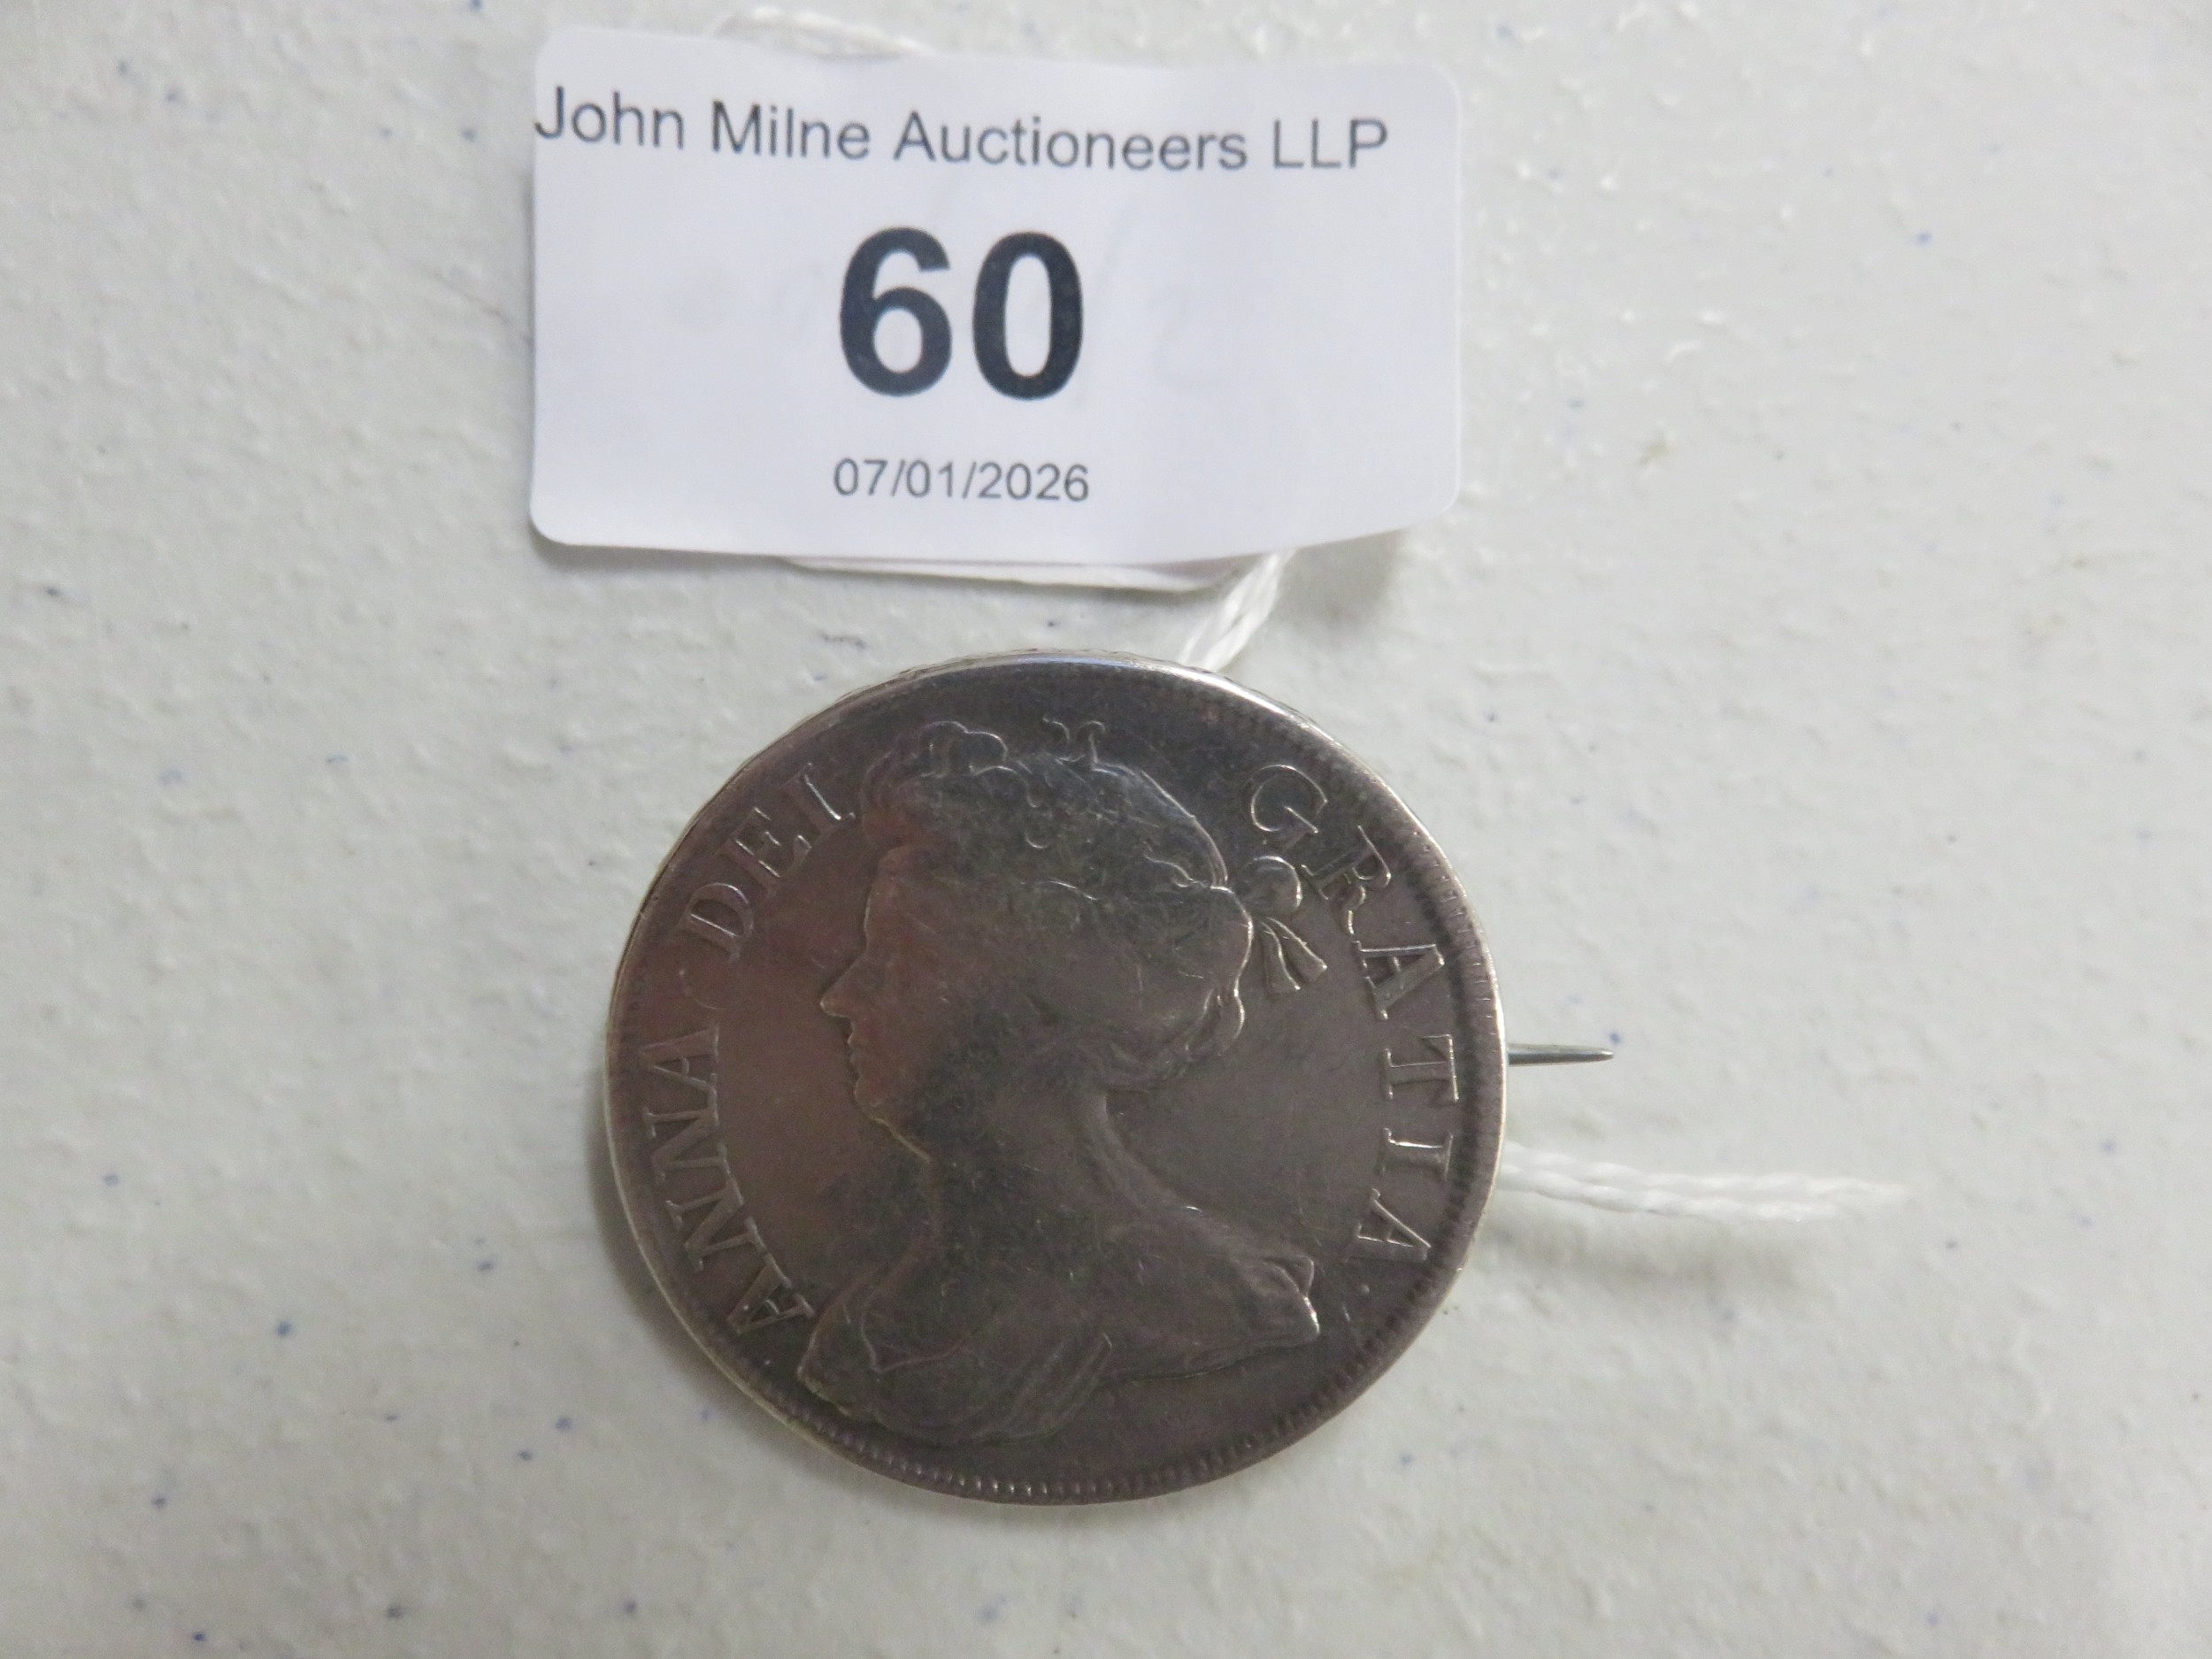 John Milne Auctioneers LLP
60
07/01/2026
ANNA DEI GRATIA